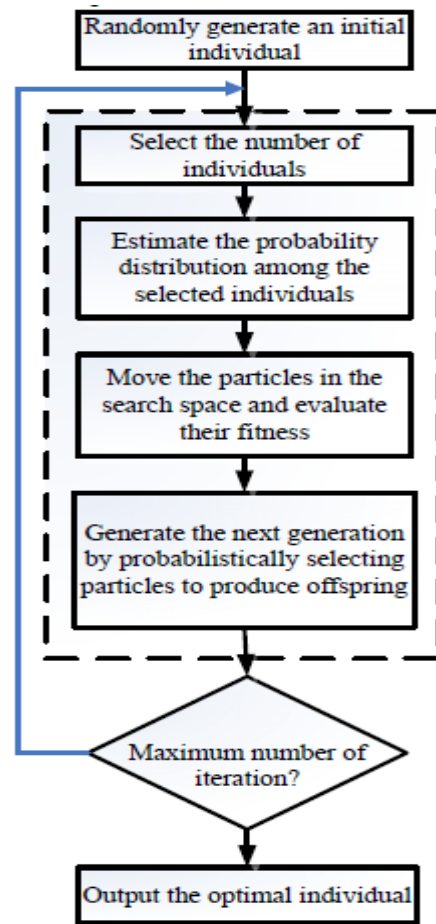 Randomly generate an initial
individual
Select the number of
individuals
Estimate the probability
distribution among the
selected individuals
Move the particles in the
search space and evaluate
their fitness
Generate the next generation
by probabilistically selecting
particles to produce offspring
Maximum number of
iteration?
Output the optimal individual